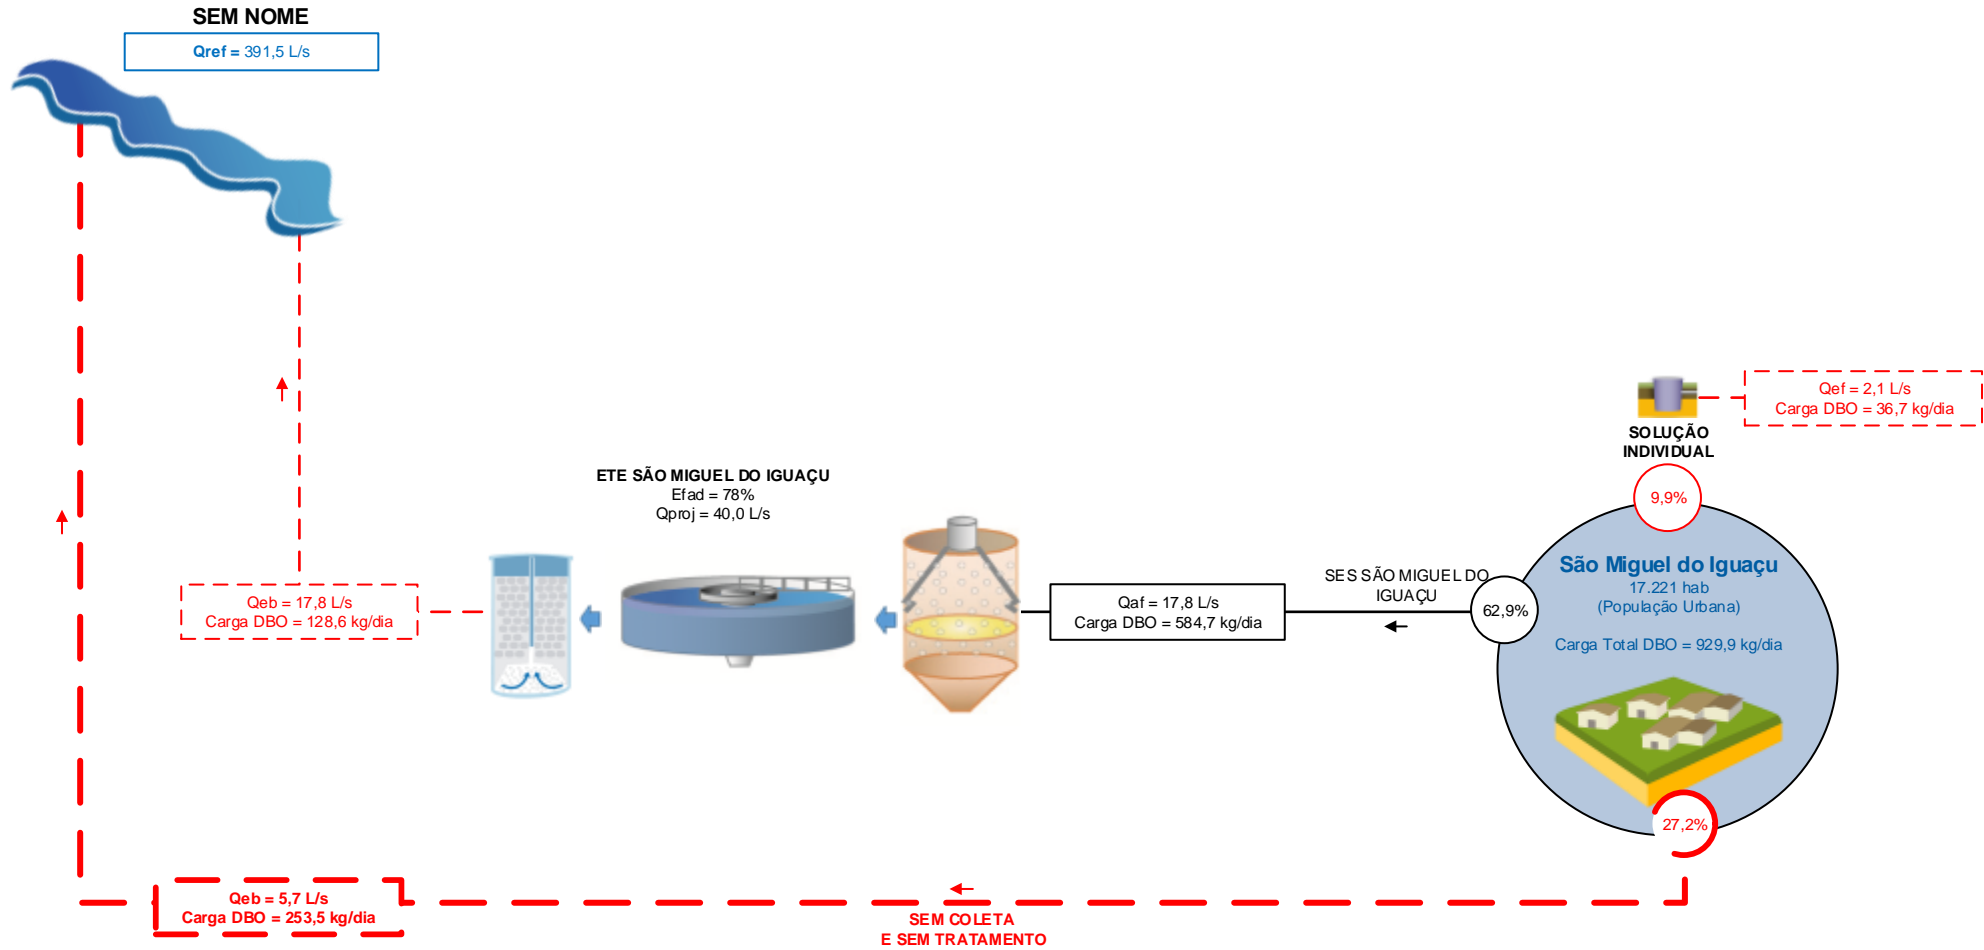 SEM NOME
Qref = 391,5 L/s
Qef = 2,1 L/s
Carga DBO = 36,7 kg/dia
SOLUÇÃO
INDIVIDUAL
9,9%
ETE SÃO MIGUEL DO IGUAÇU
Efad = 78%
Qproj = 40,0 L/s
São Miguel do Iguaçu
17.221 hab
(População Urbana)
Carga Total DBO = 929,9 kg/dia
SES SÃO MIGUEL DO
IGUAÇU
62,9%
Qaf = 17,8 L/s
Carga DBO = 584,7 kg/dia
Qeb = 17,8 L/s
Carga DBO = 128,6 kg/dia
27,2%
Qeb = 5,7 L/s
Carga DBO = 253,5 kg/dia
SEM COLETA
E SEM TRATAMENTO